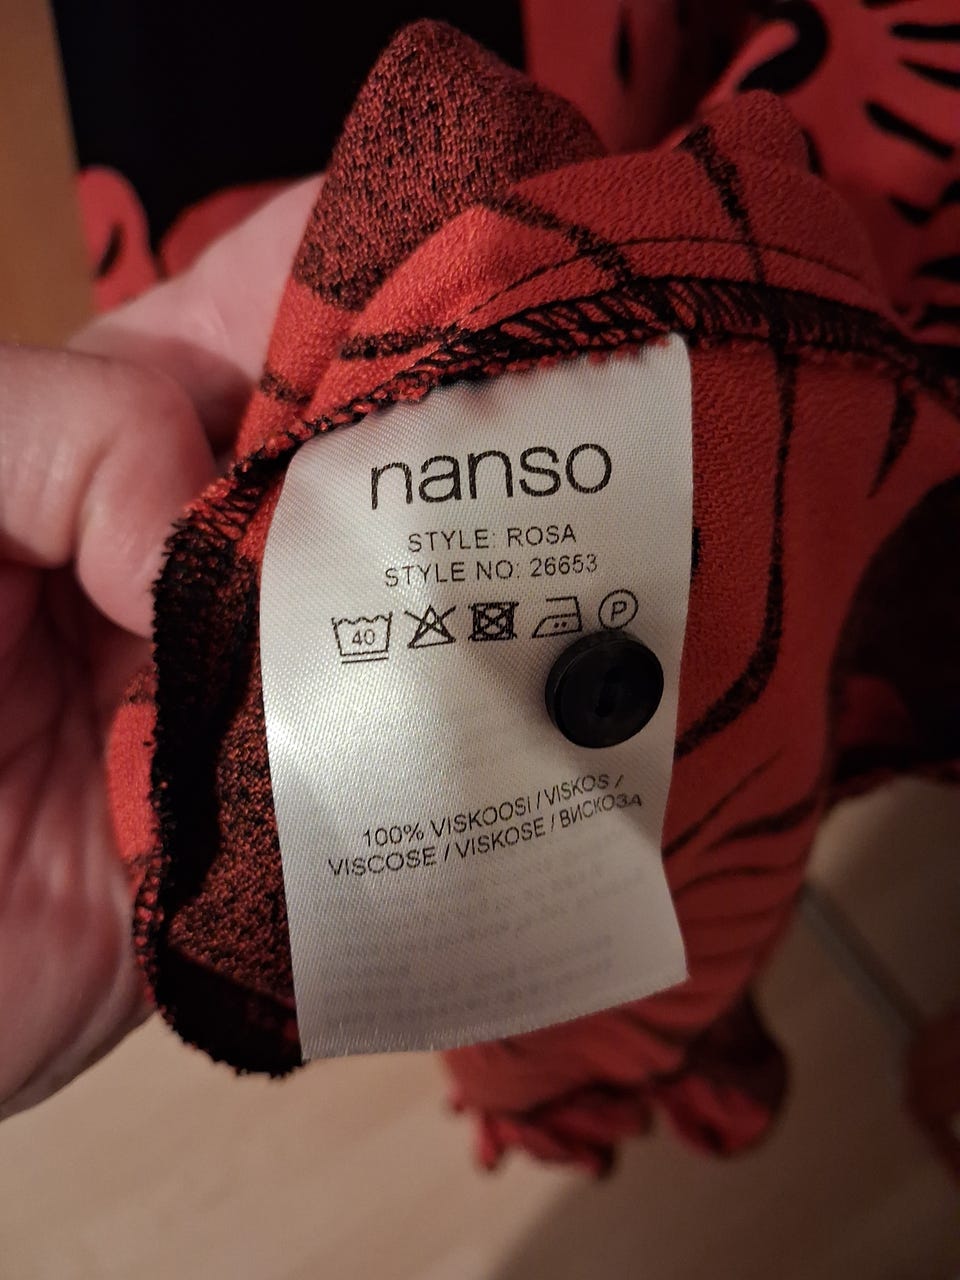 nanso
STYLE: ROSA
STYLE NO: 26653
40
P
100% VISKOOSI / VISKOS /
VISCOSE / VISKOSE / ВИСКОЗА